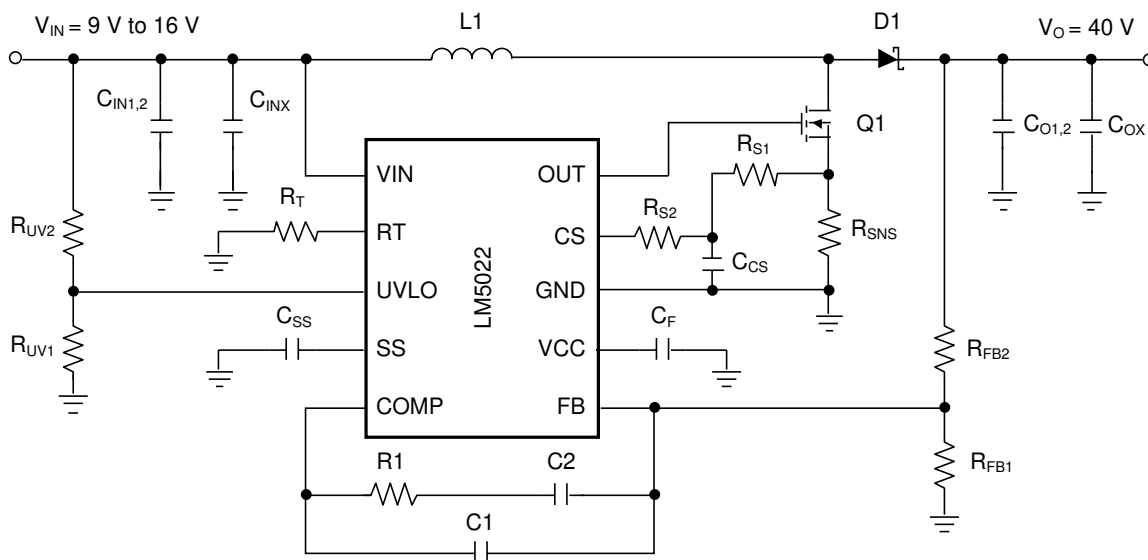 V_IN = 9 V to 16 V
L1
D1
V_O = 40 V
C_IN1,2
C_INX
Q1
C_O1,2
C_OX
R_S1
VIN
OUT
R_T
R_S2
R_UV2
RT
CS
R_SNS
C_CS
UVLO
LM5022
GND
C_SS
C_F
R_UV1
SS
VCC
R_FB2
COMP
FB
R1
C2
R_FB1
C1